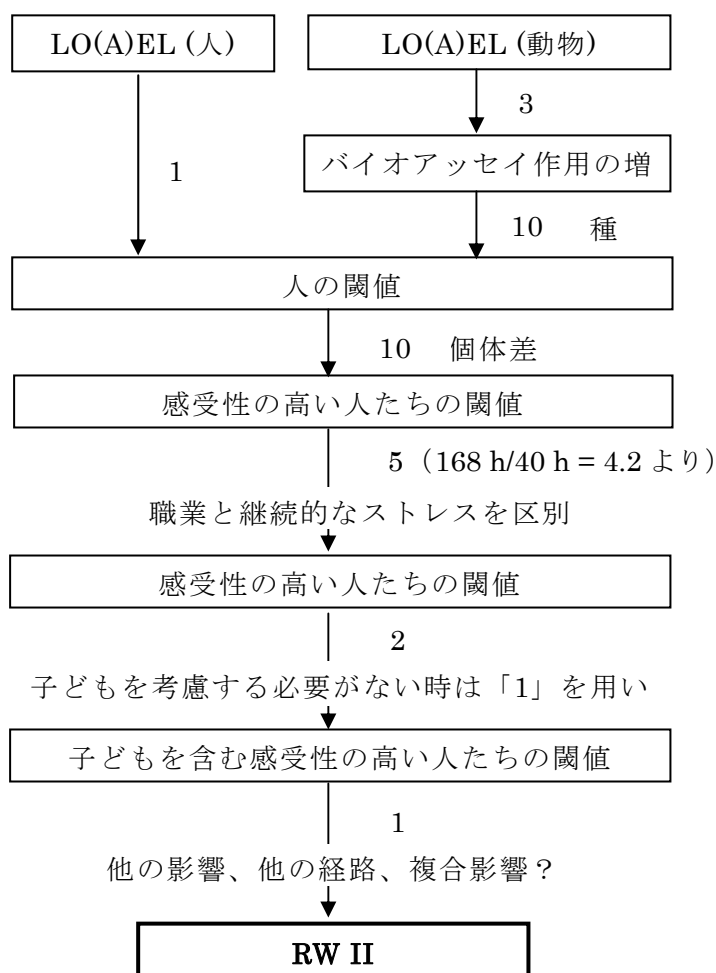 LO(A)EL (人)
LO(A)EL (動物)
3
1
バイオアッセイ作用の増
10 種
人の閾値
10 個体差
感受性の高い人たちの閾値
5（168 h/40 h = 4.2 より）
職業と継続的なストレスを区別
感受性の高い人たちの閾値
2
子どもを考慮する必要がない時は「1」を用い
子どもを含む感受性の高い人たちの閾値
1
他の影響、他の経路、複合影響？
RW II